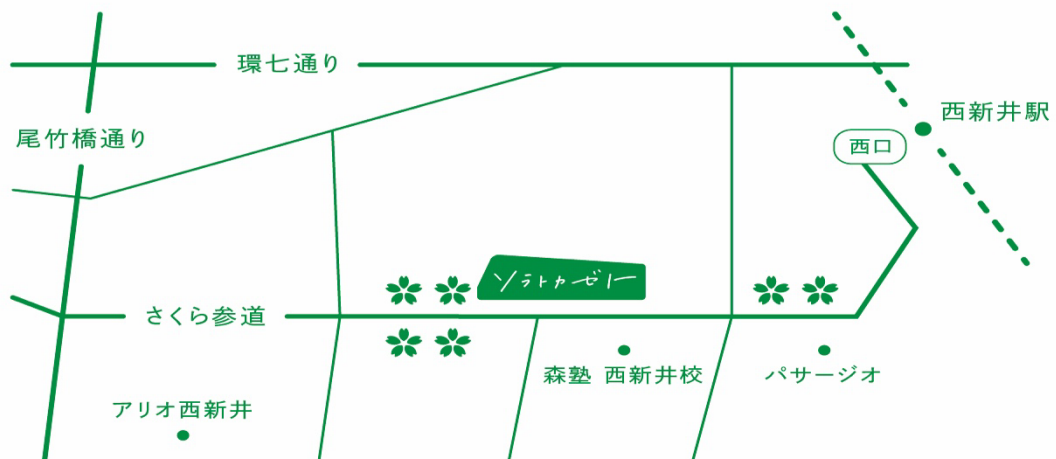 環七通り
西新井駅
尾竹橋通り
西口
ソラトカゼト
さくら参道
森塾 西新井校
パサージオ
アリオ西新井